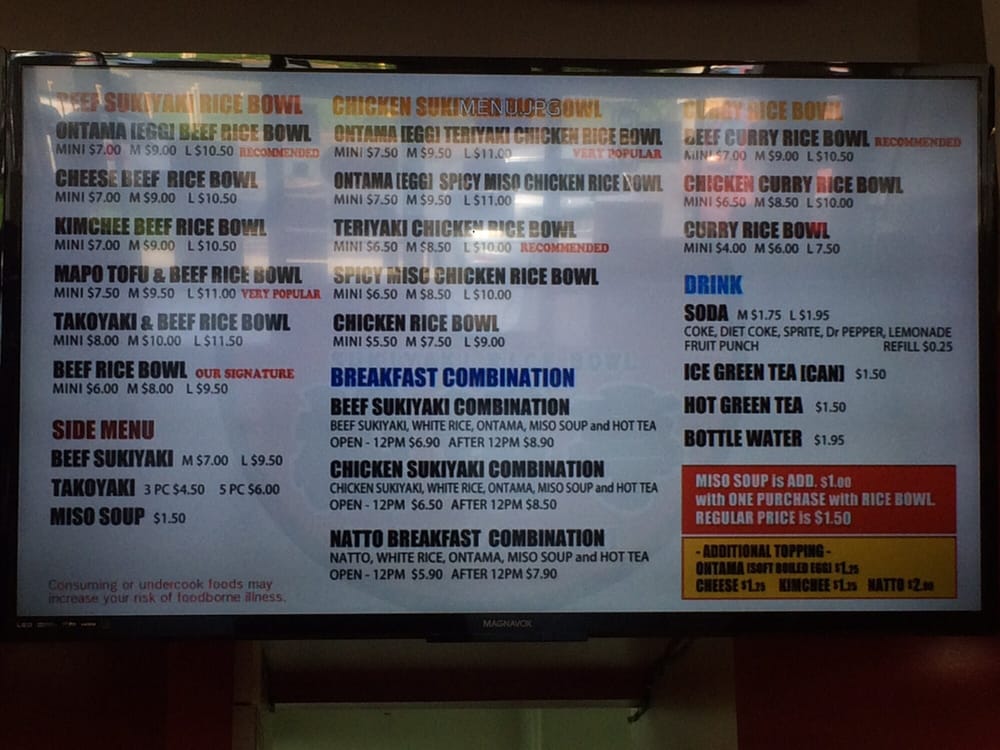 BEEF SUKIYAKI RICE BOWL
ONTAMA [EGG] BEEF RICE BOWL
MINI $7.00 M $9.00 L $10.50 RECOMMENDED
CHEESE BEEF RICE BOWL
MINI $7.00 M $9.00 L $10.50
KIMCHEE BEEF RICE BOWL
MINI $7.00 M $9.00 L $10.50
MAPO TOFU & BEEF RICE BOWL
MINI $7.50 M $9.50 L $11.00 VERY POPULAR
TAKOYAKI & BEEF RICE BOWL
MINI $8.00 M $10.00 L $11.50
BEEF RICE BOWL OUR SIGNATURE
MINI $6.00 M $8.00 L $9.50
SIDE MENU
BEEF SUKIYAKI M $7.00 L $9.50
TAKOYAKI 3 PC $4.50 5 PC $6.00
MISO SOUP $1.50
Consuming or undercook foods may
increase your risk of foodborne illness.
CHICKEN SUKIYAKI BOWL
MENU.JPG
ONTAMA [EGG] TERIYAKI CHICKEN RICE BOWL
MINI $7.50 M $9.50 L $11.00 VERY POPULAR
ONTAMA [EGG] SPICY MISO CHICKEN RICE BOWL
MINI $7.50 M $9.50 L $11.00
TERIYAKI CHICKEN RICE BOWL
MINI $6.50 M $8.50 L $10.00 RECOMMENDED
SPICY MISO CHICKEN RICE BOWL
MINI $6.50 M $8.50 L $10.00
CHICKEN RICE BOWL
MINI $5.50 M $7.50 L $9.00
SUKIYAKI RICE BOWL
BREAKFAST COMBINATION
BEEF SUKIYAKI COMBINATION
BEEF SUKIYAKI, WHITE RICE, ONTAMA, MISO SOUP and HOT TEA
OPEN - 12PM $6.90 AFTER 12PM $8.90
CHICKEN SUKIYAKI COMBINATION
CHICKEN SUKIYAKI, WHITE RICE, ONTAMA, MISO SOUP and HOT TEA
OPEN - 12PM $6.50 AFTER 12PM $8.50
NATTO BREAKFAST COMBINATION
NATTO, WHITE RICE, ONTAMA, MISO SOUP and HOT TEA
OPEN - 12PM $5.90 AFTER 12PM $7.90
CURRY RICE BOWL
BEEF CURRY RICE BOWL RECOMMENDED
MINI $7.00 M $9.00 L $10.50
CHICKEN CURRY RICE BOWL
MINI $6.50 M $8.50 L $10.00
CURRY RICE BOWL
MINI $4.00 M $6.00 L 7.50
DRINK
SODA M $1.75 L $1.95
COKE, DIET COKE, SPRITE, Dr PEPPER, LEMONADE
FRUIT PUNCH REFILL $0.25
ICE GREEN TEA [CAN] $1.50
HOT GREEN TEA $1.50
BOTTLE WATER $1.95
MISO SOUP is ADD. $1.00
with ONE PURCHASE with RICE BOWL.
REGULAR PRICE is $1.50
- ADDITIONAL TOPPING -
ONTAMA [SOFT BOILED EGG] $1.25
CHEESE $1.25 KIMCHEE $1.25 NATTO $2.00
MAGNAVOX